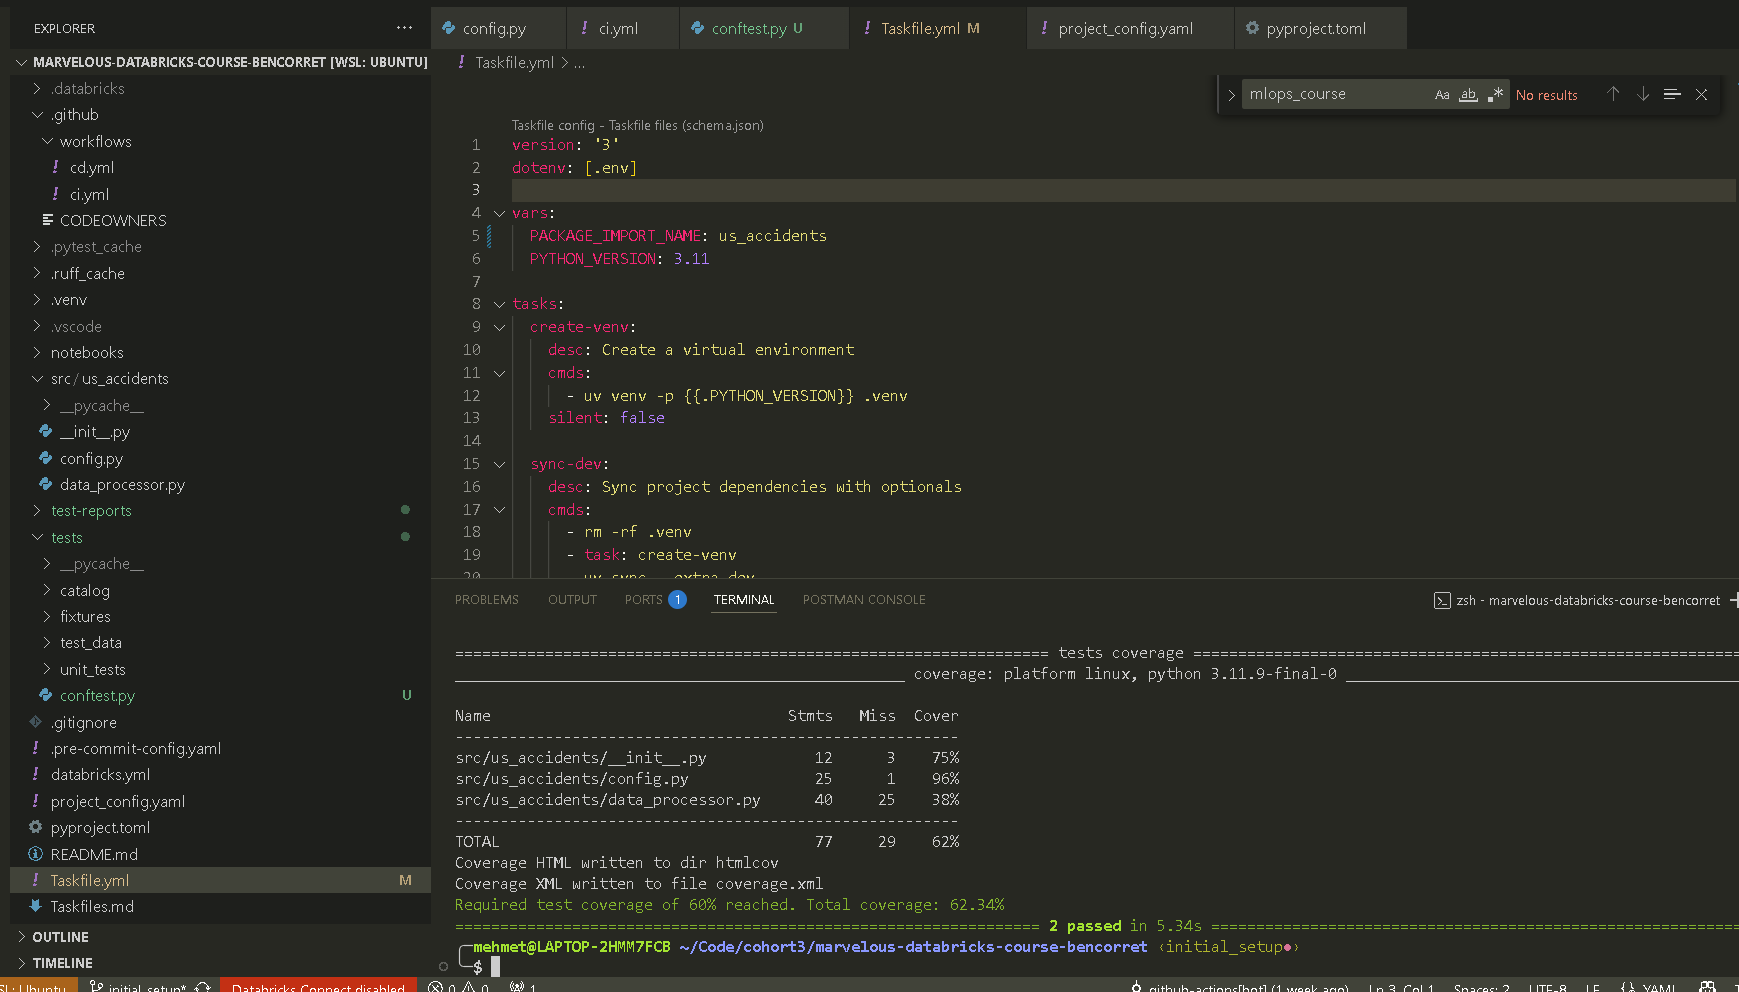 EXPLORER
MARVELOUS-DATABRICKS-COURSE-BENCORRET [WSL: UBUNTU]
.databricks
.github
workflows
cd.yml
ci.yml
CODEOWNERS
.pytest_cache
.ruff_cache
.venv
.vscode
notebooks
src/us_accidents
__pycache__
__init__.py
config.py
data_processor.py
test-reports
tests
__pycache__
catalog
fixtures
test_data
unit_tests
conftest.py U
.gitignore
.pre-commit-config.yaml
databricks.yml
project_config.yaml
pyproject.toml
README.md
Taskfile.yml M
Taskfiles.md
OUTLINE
TIMELINE
config.py
ci.yml
conftest.py U
Taskfile.yml M
project_config.yaml
pyproject.toml
Taskfile.yml > ...
mlops_course Aa ab .* No results
Taskfile config - Taskfile files (schema.json)
1 version: '3'
2 dotenv: [.env]
3
4 vars:
5 PACKAGE_IMPORT_NAME: us_accidents
6 PYTHON_VERSION: 3.11
7
8 tasks:
9 create-venv:
10 desc: Create a virtual environment
11 cmds:
12 - uv venv -p {{.PYTHON_VERSION}} .venv
13 silent: false
14
15 sync-dev:
16 desc: Sync project dependencies with optionals
17 cmds:
18 - rm -rf .venv
19 - task: create-venv
20 - uv sync --extra dev
PROBLEMS OUTPUT PORTS 1 TERMINAL POSTMAN CONSOLE
zsh - marvelous-databricks-course-bencorret
================ tests coverage ================
________________ coverage: platform linux, python 3.11.9-final-0 ________________
Name Stmts Miss Cover
--------------------------------------------------------
src/us_accidents/__init__.py 12 3 75%
src/us_accidents/config.py 25 1 96%
src/us_accidents/data_processor.py 40 25 38%
--------------------------------------------------------
TOTAL 77 29 62%
Coverage HTML written to dir htmlcov
Coverage XML written to file coverage.xml
Required test coverage of 60% reached. Total coverage: 62.34%
================ 2 passed in 5.34s ================
mehmet@LAPTOP-2HMM7FCB ~/Code/cohort3/marvelous-databricks-course-bencorret ‹initial_setup●›
$
SL: Ubuntu initial_setup* Databricks Connect disabled 0 0 1 github-actions[bot] (1 week ago) Ln 3, Col 1 Spaces: 2 UTF-8 LF {} YAML